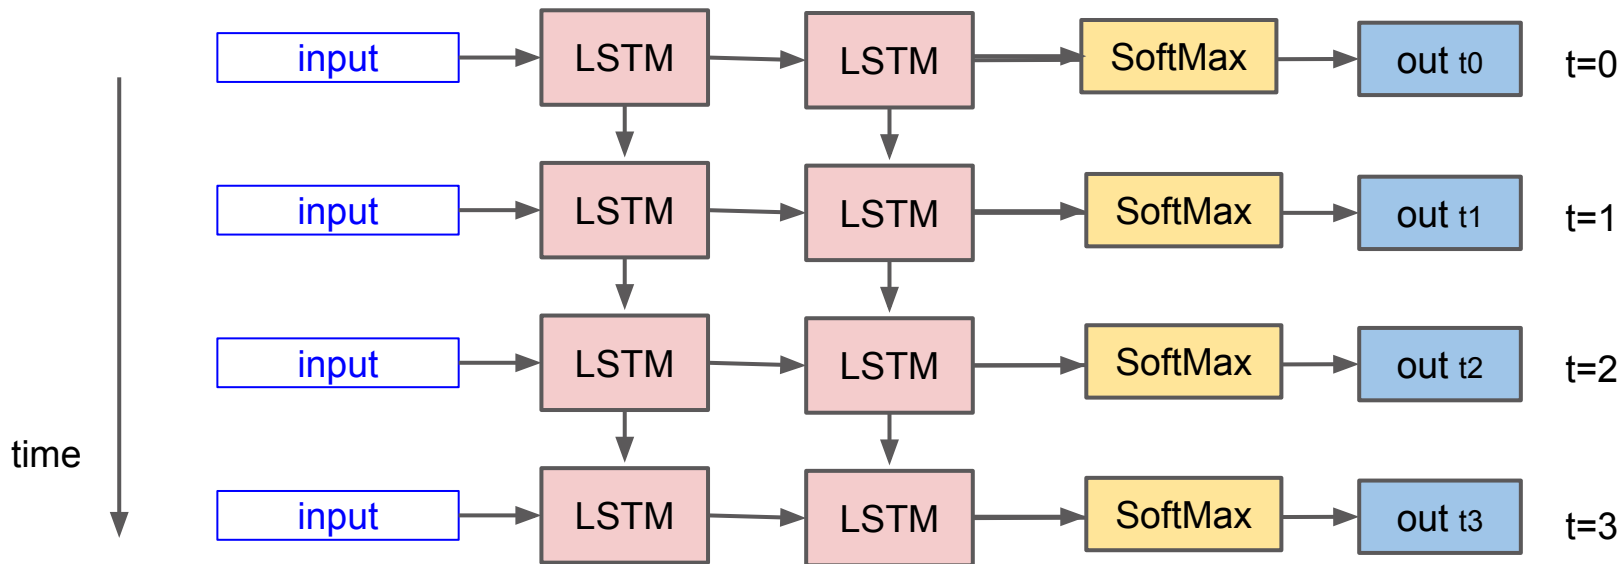 input LSTM LSTM SoftMax out t0 t=0
input LSTM LSTM SoftMax out t1 t=1
input LSTM LSTM SoftMax out t2 t=2
time
input LSTM LSTM SoftMax out t3 t=3